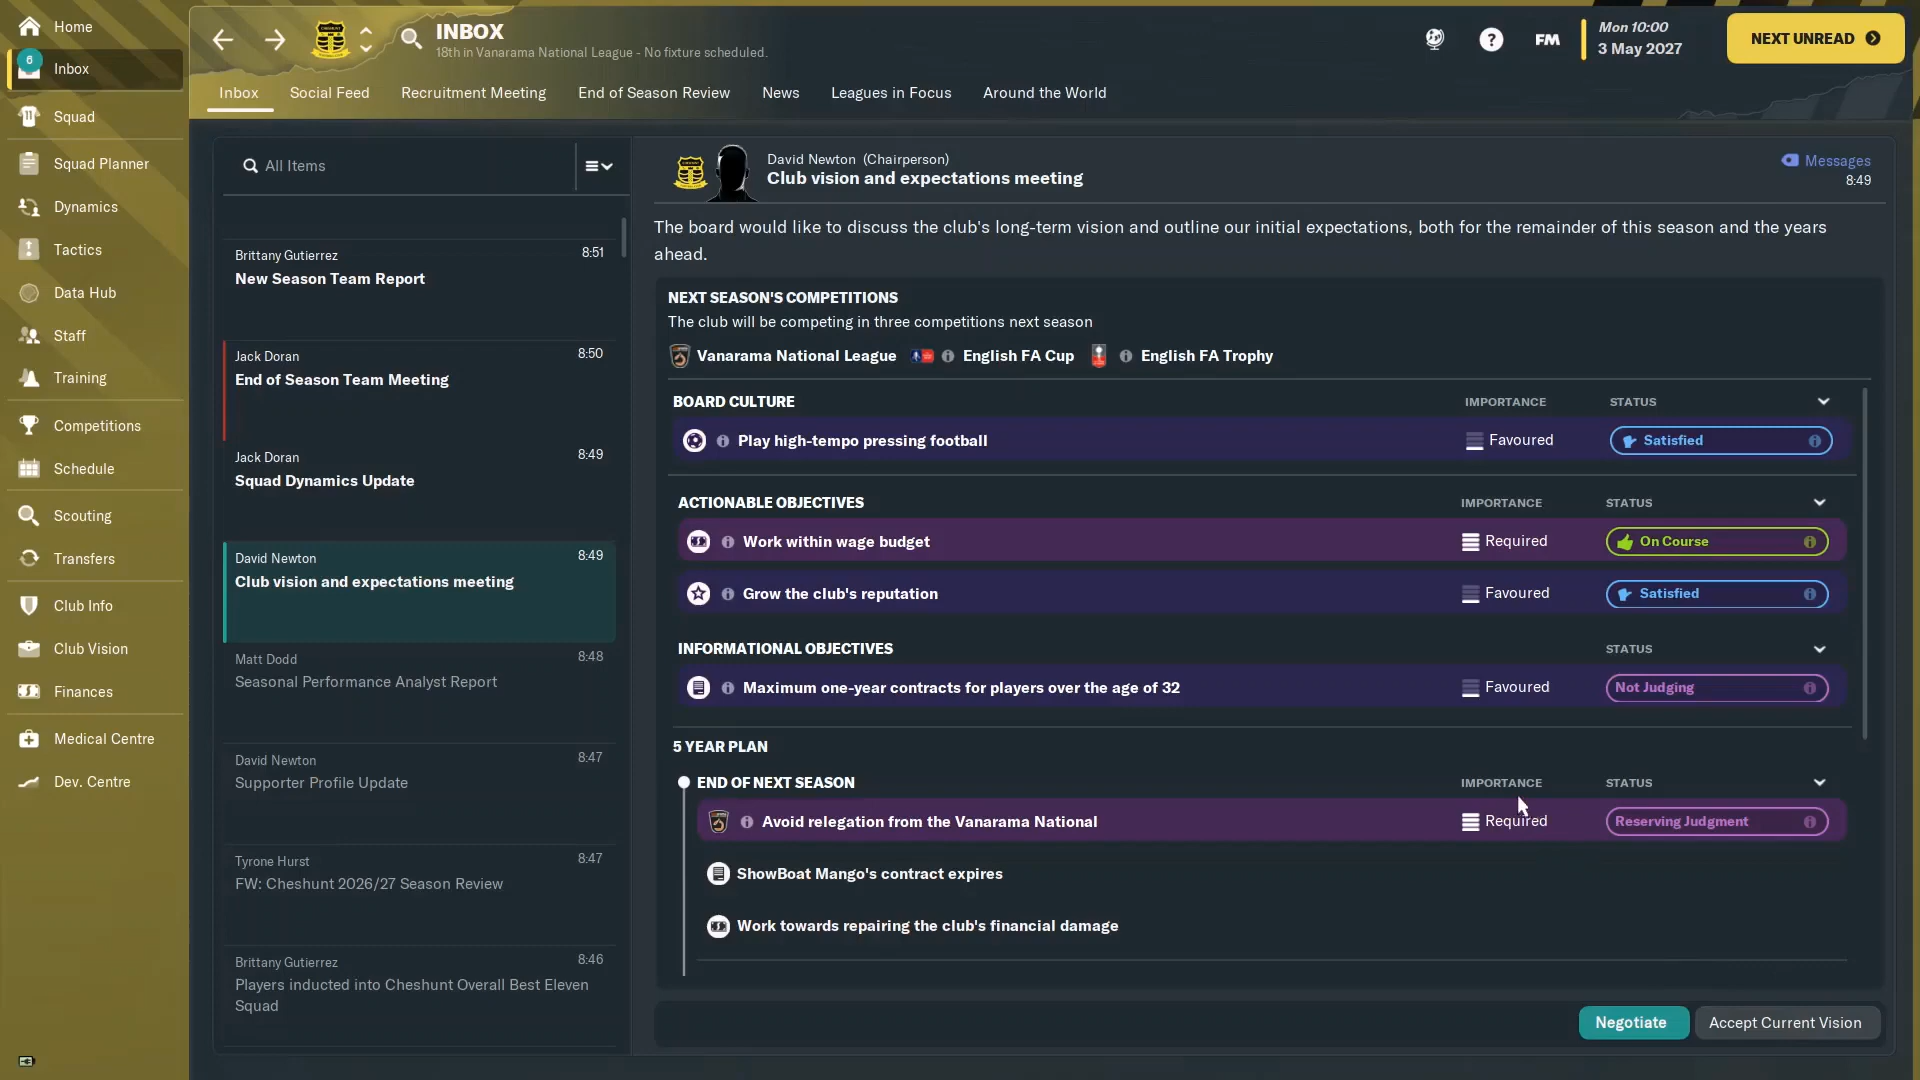 Home
6
Inbox
Squad
Squad Planner
Dynamics
Tactics
Data Hub
Staff
Training
Competitions
Schedule
Scouting
Transfers
Club Info
Club Vision
Finances
Medical Centre
Dev. Centre
INBOX
18th in Vanarama National League - No fixture scheduled.
?
FM
Mon 10:00
3 May 2027
NEXT UNREAD
Inbox
Social Feed
Recruitment Meeting
End of Season Review
News
Leagues in Focus
Around the World
All Items
Brittany Gutierrez 8:51
New Season Team Report
Jack Doran 8:50
End of Season Team Meeting
Jack Doran 8:49
Squad Dynamics Update
David Newton 8:49
Club vision and expectations meeting
Matt Dodd 8:48
Seasonal Performance Analyst Report
David Newton 8:47
Supporter Profile Update
Tyrone Hurst 8:47
FW: Cheshunt 2026/27 Season Review
Brittany Gutierrez 8:46
Players inducted into Cheshunt Overall Best Eleven
Squad
David Newton (Chairperson)
Club vision and expectations meeting
Messages
8:49
The board would like to discuss the club's long-term vision and outline our initial expectations, both for the remainder of this season and the years
ahead.
NEXT SEASON'S COMPETITIONS
The club will be competing in three competitions next season
Vanarama National League English FA Cup English FA Trophy
BOARD CULTURE IMPORTANCE STATUS
Play high-tempo pressing football Favoured Satisfied
ACTIONABLE OBJECTIVES IMPORTANCE STATUS
Work within wage budget Required On Course
Grow the club's reputation Favoured Satisfied
INFORMATIONAL OBJECTIVES STATUS
Maximum one-year contracts for players over the age of 32 Favoured Not Judging
5 YEAR PLAN
END OF NEXT SEASON IMPORTANCE STATUS
Avoid relegation from the Vanarama National Required Reserving Judgment
ShowBoat Mango's contract expires
Work towards repairing the club's financial damage
Negotiate
Accept Current Vision